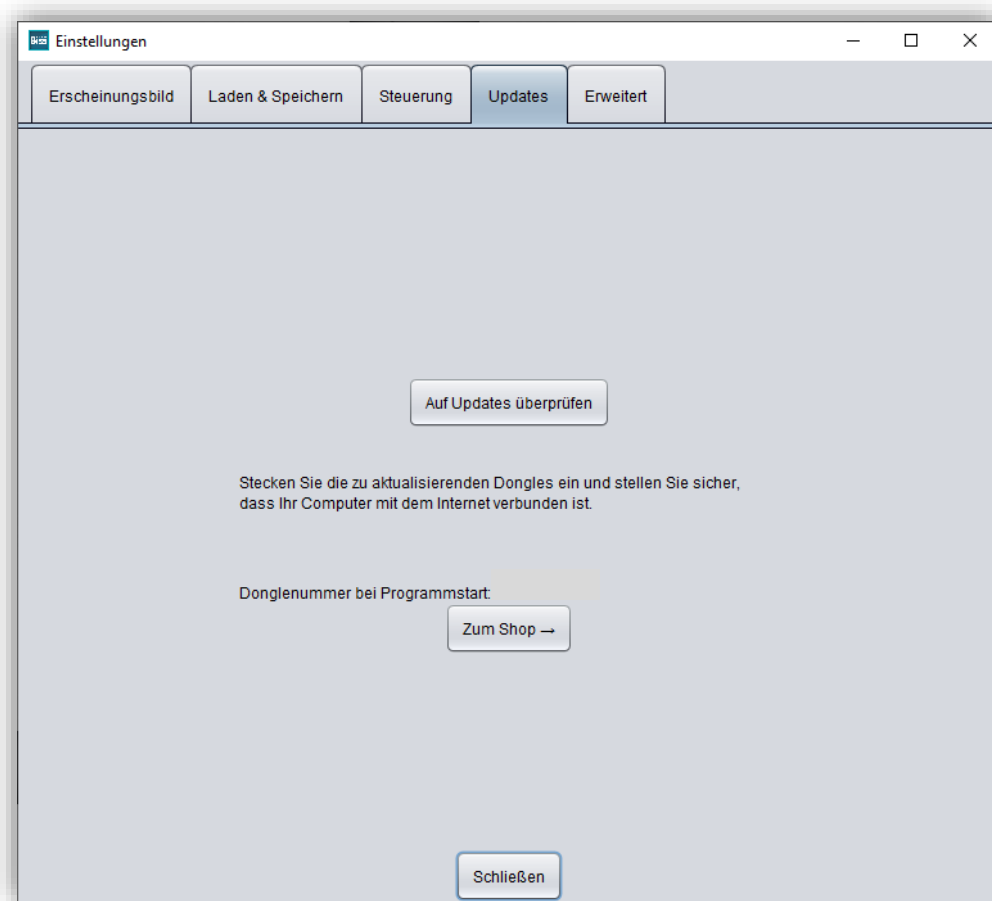 Einstellungen
Erscheinungsbild Laden & Speichern Steuerung Updates Erweitert
Auf Updates überprüfen
Stecken Sie die zu aktualisierenden Dongles ein und stellen Sie sicher,
dass Ihr Computer mit dem Internet verbunden ist.
Donglenummer bei Programmstart:
Zum Shop →
Schließen